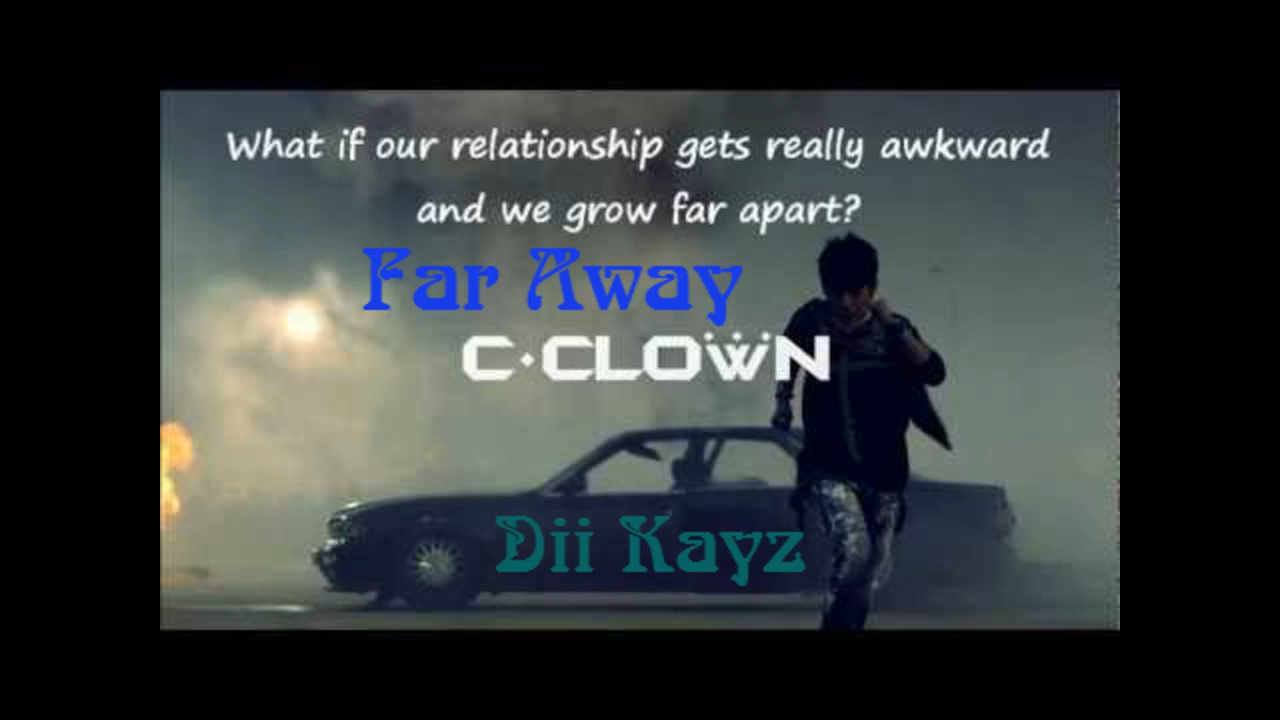 What if our relationship gets really awkward
and we grow far apart?
Far Away
C·CLOWN
Dii Kayz